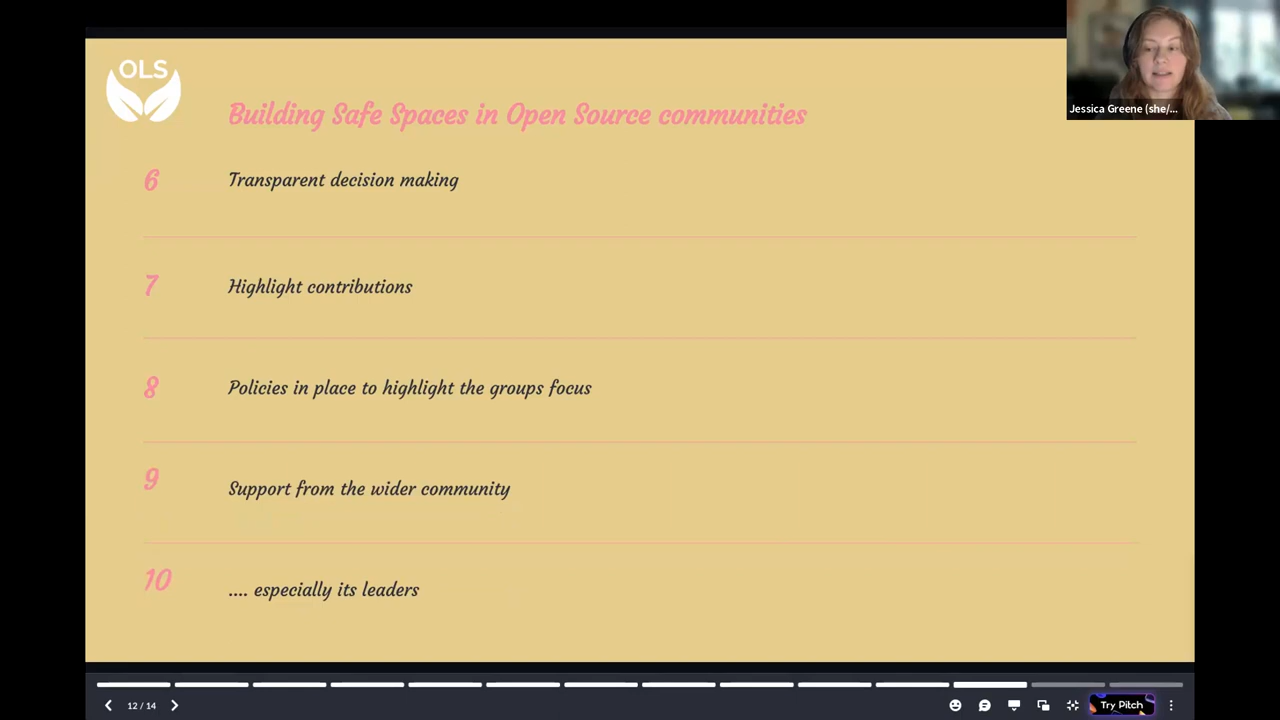 OLS
Building Safe Spaces in Open Source communities
6 Transparent decision making
7 Highlight contributions
8 Policies in place to highlight the groups focus
9 Support from the wider community
10 .... especially its leaders
Jessica Greene (she/...
12 / 14
Try Pitch